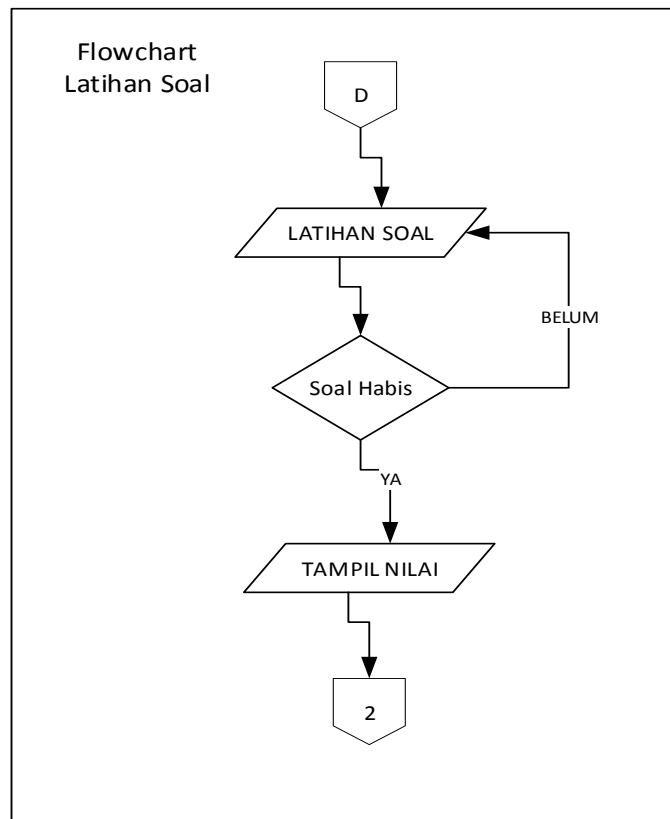 Flowchart
Latihan Soal
D
LATIHAN SOAL
BELUM
Soal Habis
YA
TAMPIL NILAI
2